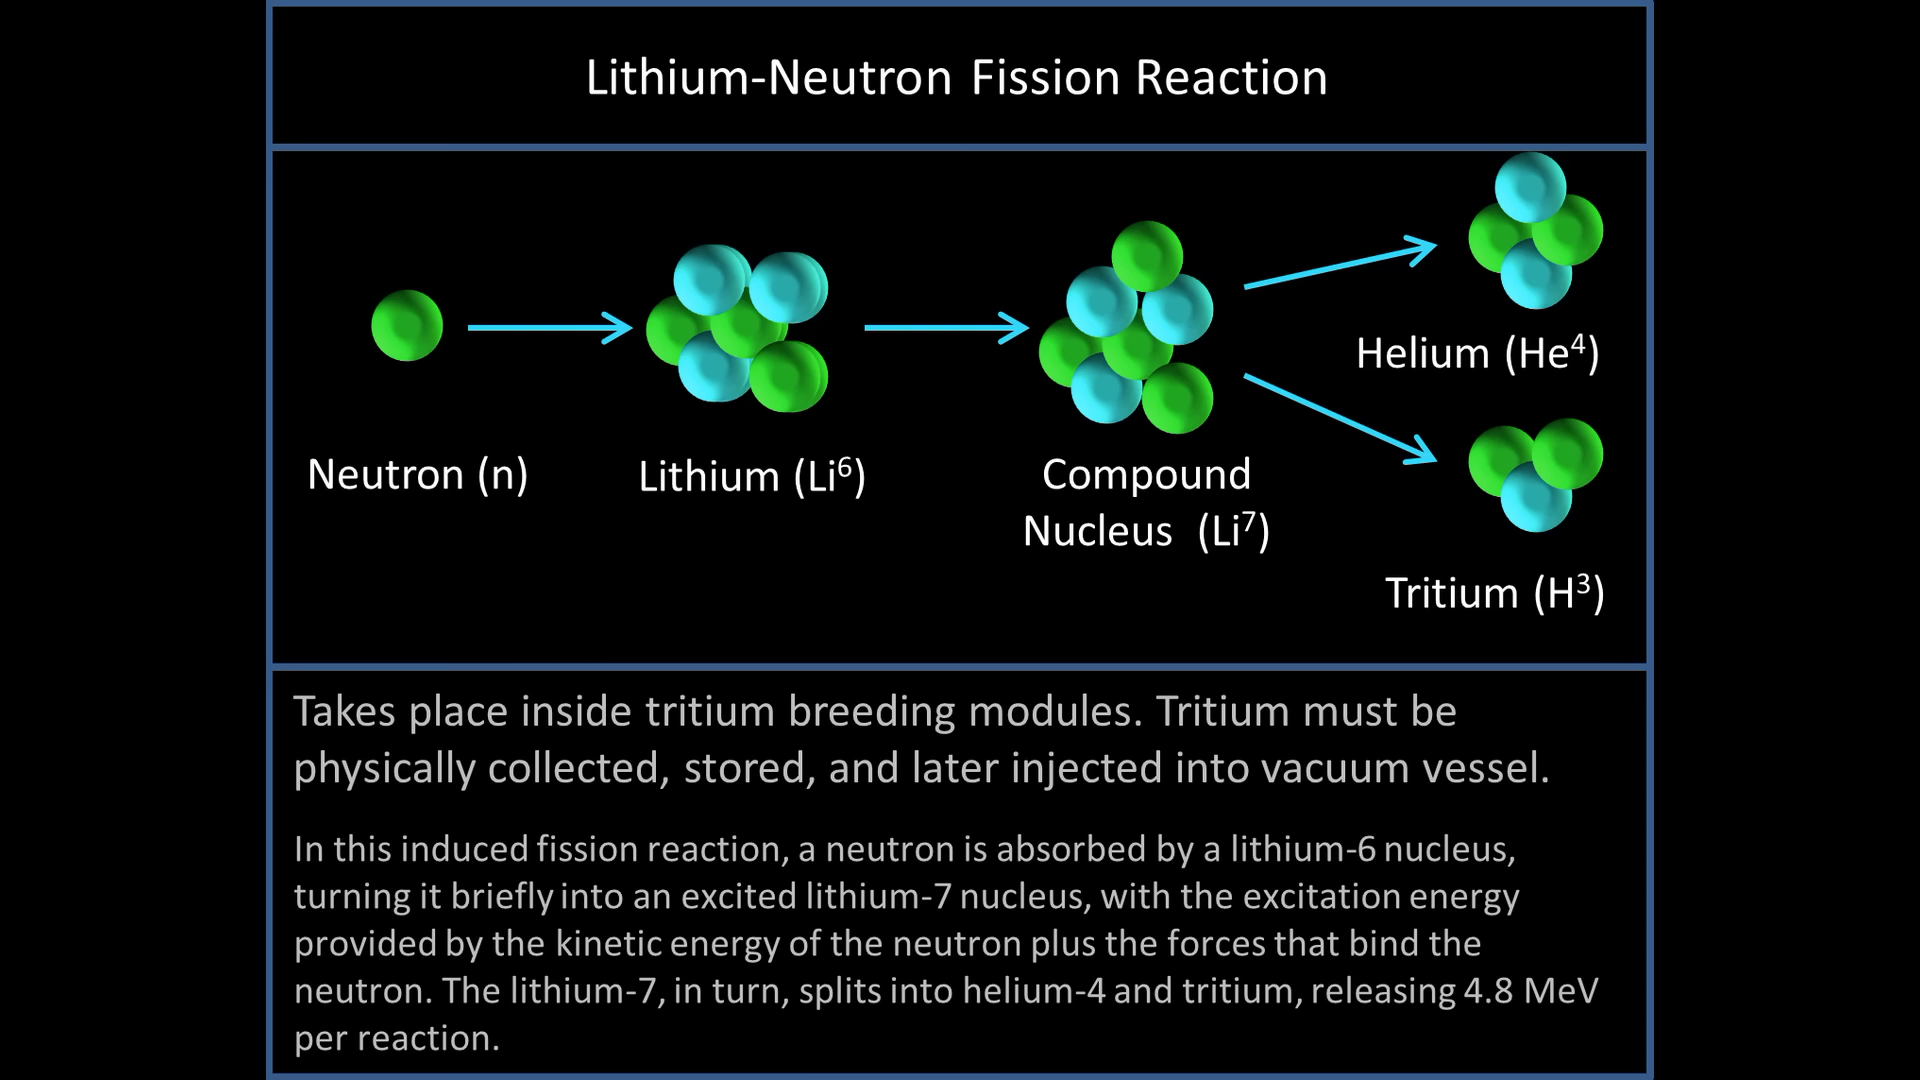 Lithium-Neutron Fission Reaction
Neutron (n)
Lithium (Li⁶)
Compound
Nucleus (Li⁷)
Helium (He⁴)
Tritium (H³)
Takes place inside tritium breeding modules. Tritium must be
physically collected, stored, and later injected into vacuum vessel.
In this induced fission reaction, a neutron is absorbed by a lithium-6 nucleus,
turning it briefly into an excited lithium-7 nucleus, with the excitation energy
provided by the kinetic energy of the neutron plus the forces that bind the
neutron. The lithium-7, in turn, splits into helium-4 and tritium, releasing 4.8 MeV
per reaction.